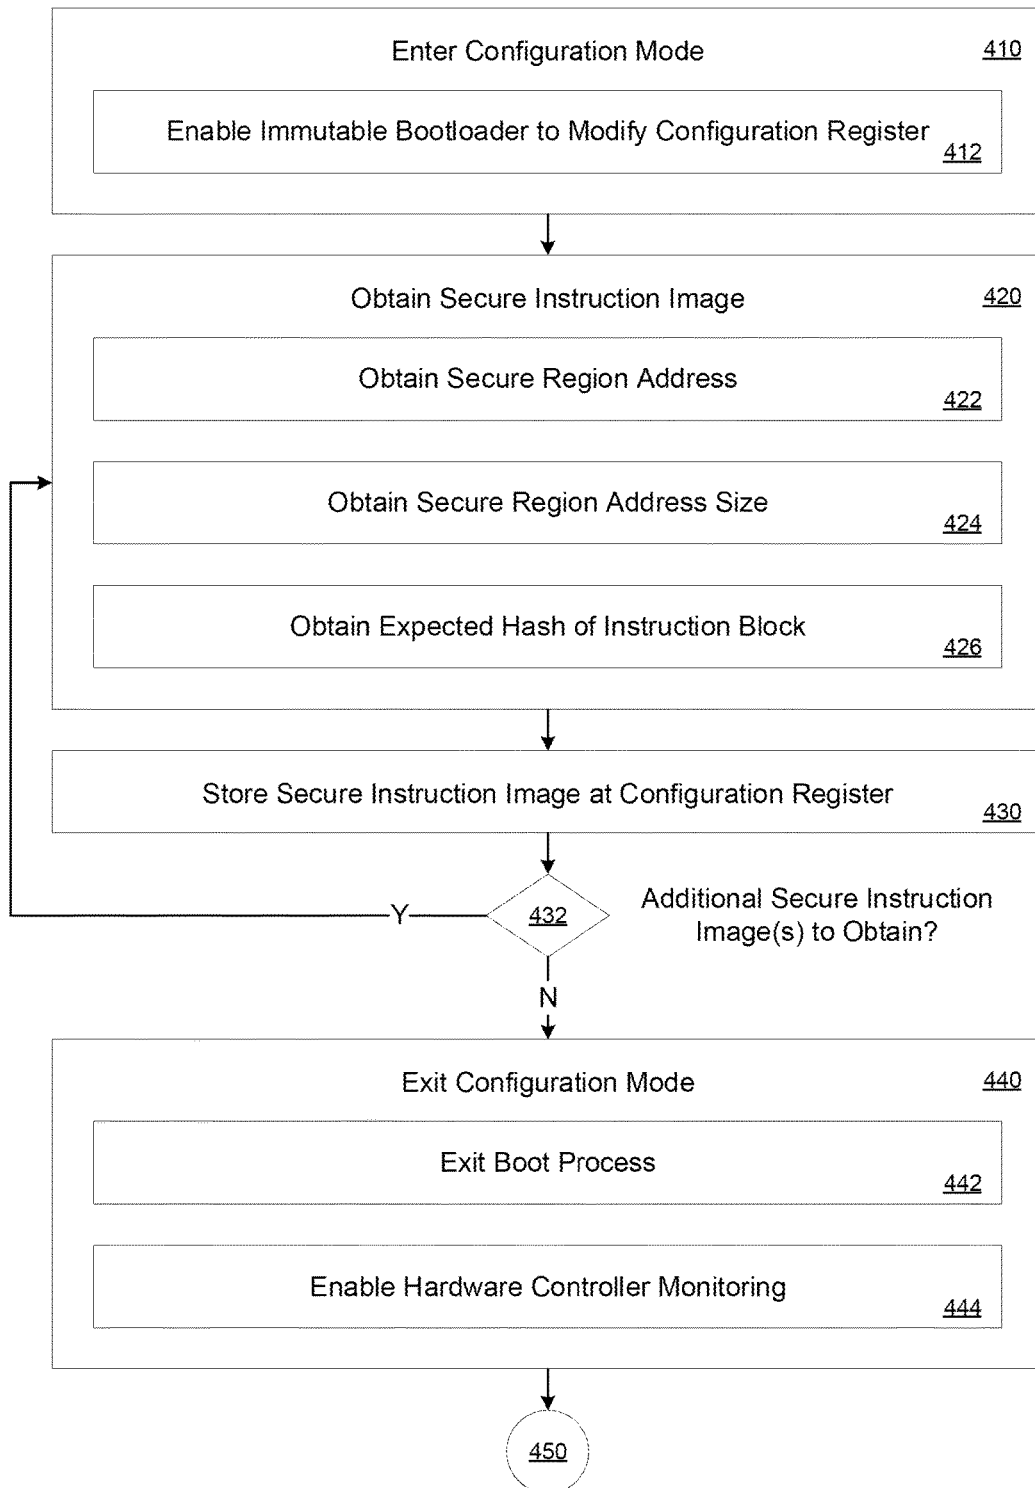 Enter Configuration Mode
410
Enable Immutable Bootloader to Modify Configuration Register
412
Obtain Secure Instruction Image
420
Obtain Secure Region Address
422
Obtain Secure Region Address Size
424
Obtain Expected Hash of Instruction Block
426
Store Secure Instruction Image at Configuration Register
430
Y
432
Additional Secure Instruction
Image(s) to Obtain?
N
Exit Configuration Mode
440
Exit Boot Process
442
Enable Hardware Controller Monitoring
444
450